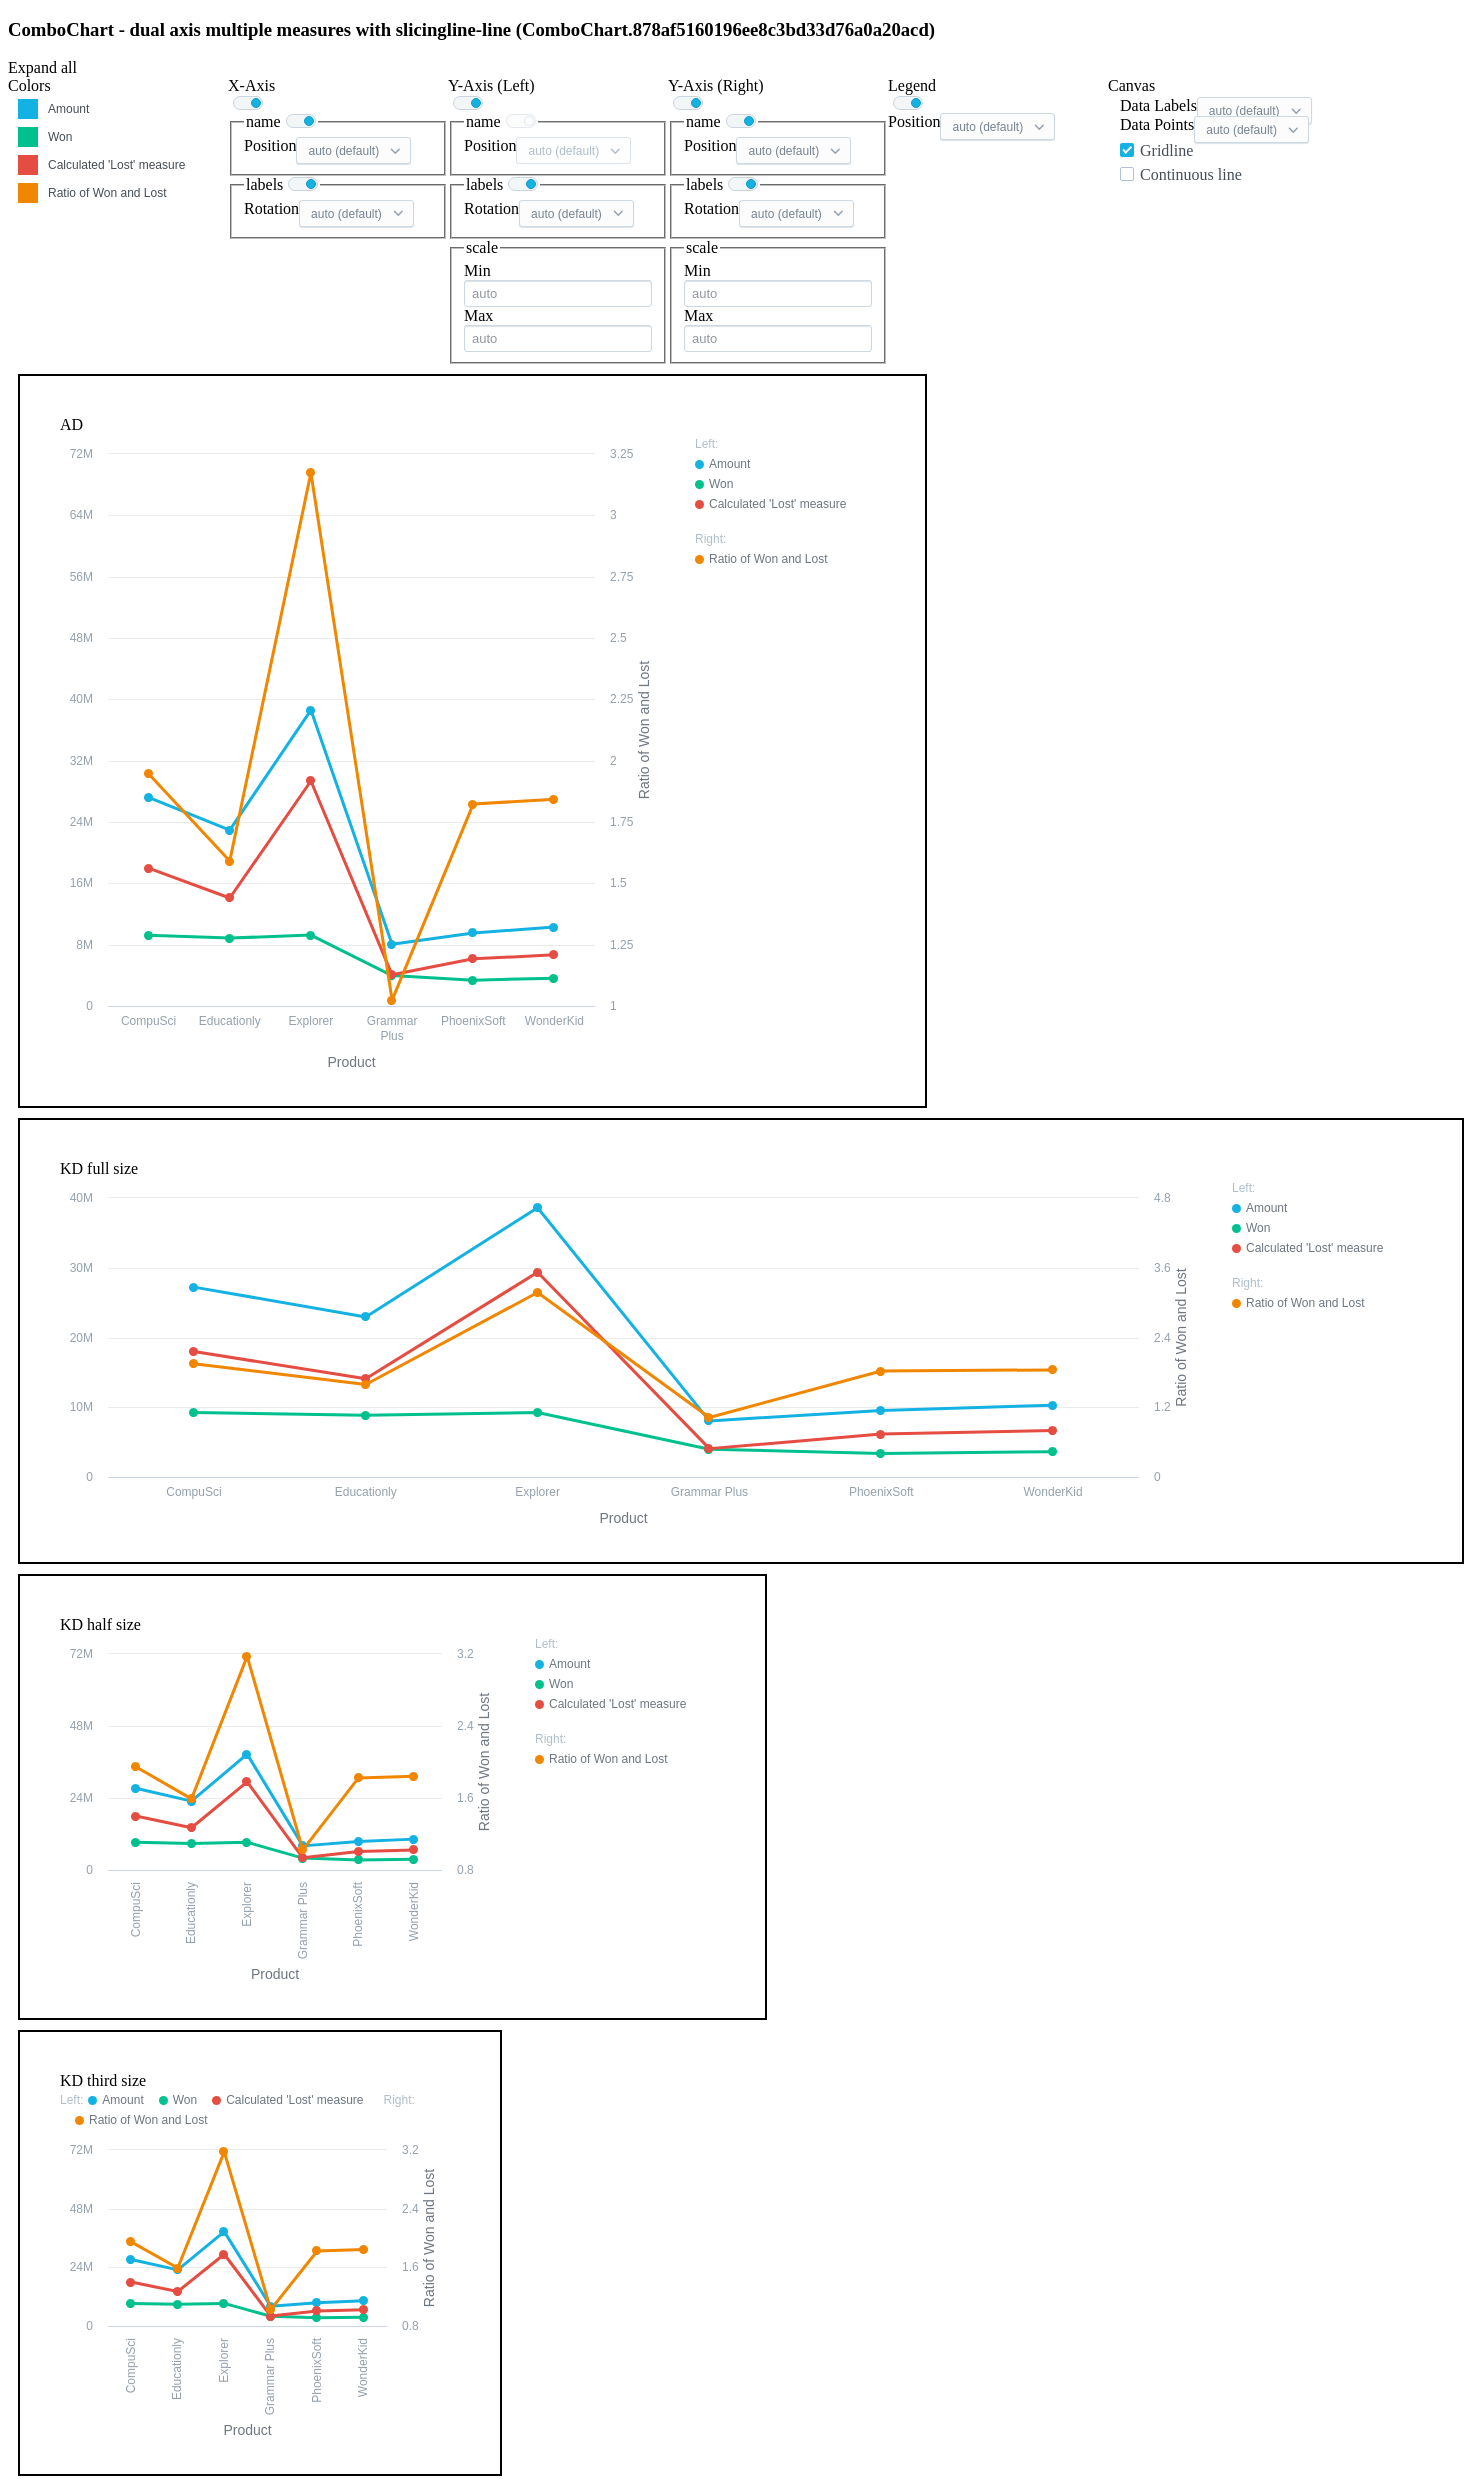 ComboChart - dual axis multiple measures with slicingline-line (ComboChart.878af5160196ee8c3bd33d76a0a20acd)
Expand all
Colors
Amount
Won
Calculated 'Lost' measure
Ratio of Won and Lost
X-Axis
name
Position auto (default)
labels
Rotation auto (default)
Y-Axis (Left)
name
Position auto (default)
labels
Rotation auto (default)
scale
Min
auto
Max
auto
Y-Axis (Right)
name
Position auto (default)
labels
Rotation auto (default)
scale
Min
auto
Max
auto
Legend
Position auto (default)
Canvas
Data Labels auto (default)
Data Points auto (default)
Gridline
Continuous line
AD
72M
64M
56M
48M
40M
32M
24M
16M
8M
0
3.25
3
2.75
2.5
2.25
2
1.75
1.5
1.25
1
Ratio of Won and Lost
CompuSci Educationly Explorer Grammar Plus PhoenixSoft WonderKid
Product
Left:
Amount
Won
Calculated 'Lost' measure
Right:
Ratio of Won and Lost
KD full size
40M
30M
20M
10M
0
4.8
3.6
2.4
1.2
0
Ratio of Won and Lost
CompuSci Educationly Explorer Grammar Plus PhoenixSoft WonderKid
Product
Left:
Amount
Won
Calculated 'Lost' measure
Right:
Ratio of Won and Lost
KD half size
72M
48M
24M
0
3.2
2.4
1.6
0.8
Ratio of Won and Lost
CompuSci
Educationly
Explorer
Grammar Plus
PhoenixSoft
WonderKid
Product
Left:
Amount
Won
Calculated 'Lost' measure
Right:
Ratio of Won and Lost
KD third size
Left: Amount Won Calculated 'Lost' measure Right:
Ratio of Won and Lost
72M
48M
24M
0
3.2
2.4
1.6
0.8
Ratio of Won and Lost
CompuSci
Educationly
Explorer
Grammar Plus
PhoenixSoft
WonderKid
Product